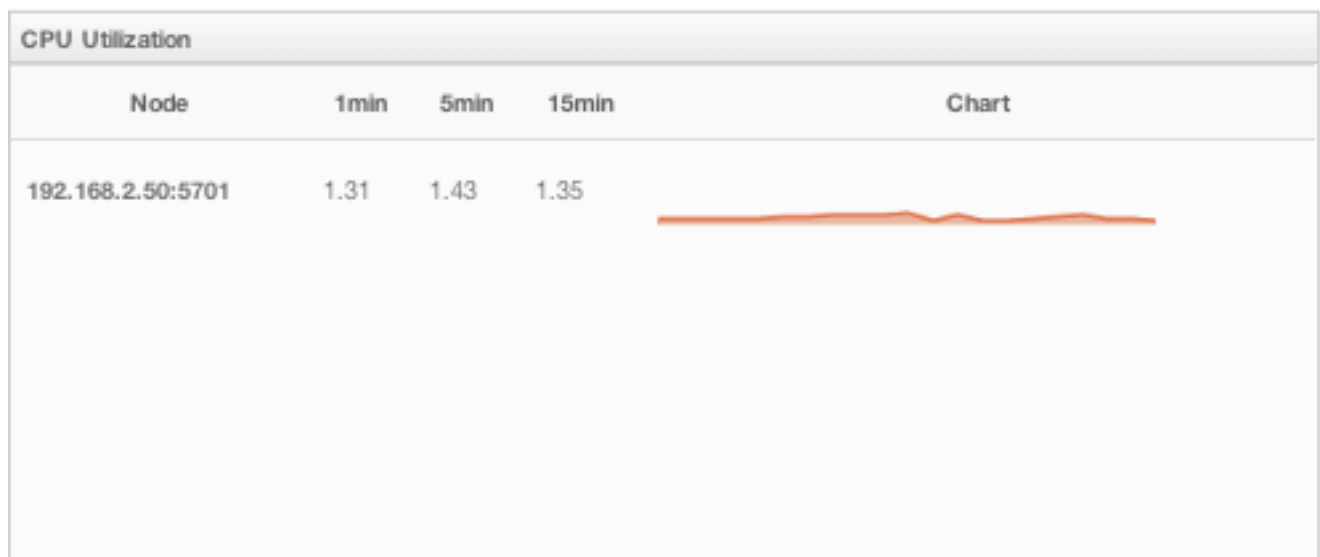 CPU Utilization
Node 1min 5min 15min Chart
192.168.2.50:5701 1.31 1.43 1.35